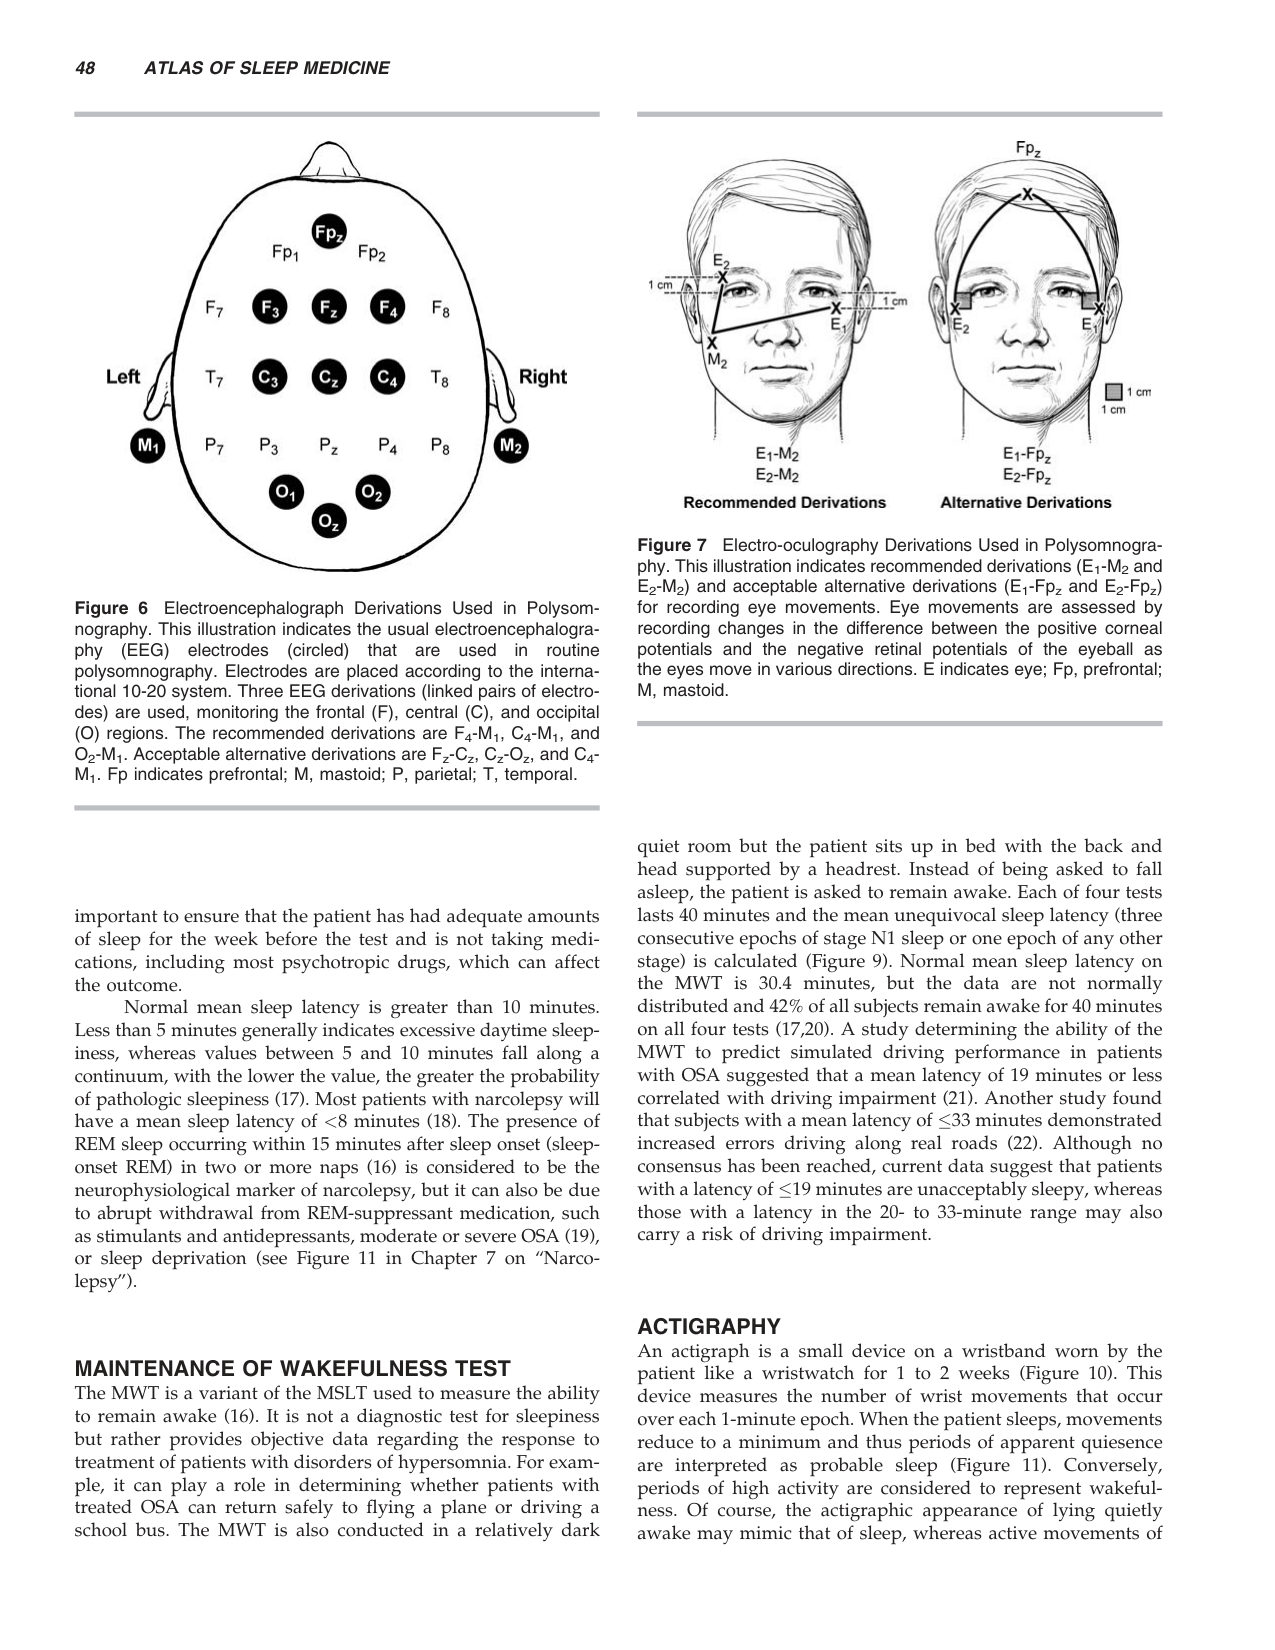 48 ATLAS OF SLEEP MEDICINE
Fpz
Fp1 Fp2
F7 F3 Fz F4 F8
Left T7 C3 Cz C4 T8 Right
M1 P7 P3 Pz P4 P8 M2
O1 O2
Oz
Figure 6 Electroencephalograph Derivations Used in Polysom-
nography. This illustration indicates the usual electroencephalogra-
phy (EEG) electrodes (circled) that are used in routine
polysomnography. Electrodes are placed according to the interna-
tional 10-20 system. Three EEG derivations (linked pairs of electro-
des) are used, monitoring the frontal (F), central (C), and occipital
(O) regions. The recommended derivations are F4-M1, C4-M1, and
O2-M1. Acceptable alternative derivations are Fz-Cz, Cz-Oz, and C4-
M1. Fp indicates prefrontal; M, mastoid; P, parietal; T, temporal.
important to ensure that the patient has had adequate amounts
of sleep for the week before the test and is not taking medi-
cations, including most psychotropic drugs, which can affect
the outcome.
Normal mean sleep latency is greater than 10 minutes.
Less than 5 minutes generally indicates excessive daytime sleep-
iness, whereas values between 5 and 10 minutes fall along a
continuum, with the lower the value, the greater the probability
of pathologic sleepiness (17). Most patients with narcolepsy will
have a mean sleep latency of <8 minutes (18). The presence of
REM sleep occurring within 15 minutes after sleep onset (sleep-
onset REM) in two or more naps (16) is considered to be the
neurophysiological marker of narcolepsy, but it can also be due
to abrupt withdrawal from REM-suppressant medication, such
as stimulants and antidepressants, moderate or severe OSA (19),
or sleep deprivation (see Figure 11 in Chapter 7 on “Narco-
lepsy”).
MAINTENANCE OF WAKEFULNESS TEST
The MWT is a variant of the MSLT used to measure the ability
to remain awake (16). It is not a diagnostic test for sleepiness
but rather provides objective data regarding the response to
treatment of patients with disorders of hypersomnia. For exam-
ple, it can play a role in determining whether patients with
treated OSA can return safely to flying a plane or driving a
school bus. The MWT is also conducted in a relatively dark
Fpz
E2
1 cm
1 cm
E1
M2
E2 E1
1 cm
1 cm
E1-M2
E2-M2
Recommended Derivations
E1-Fpz
E2-Fpz
Alternative Derivations
Figure 7 Electro-oculography Derivations Used in Polysomnogra-
phy. This illustration indicates recommended derivations (E1-M2 and
E2-M2) and acceptable alternative derivations (E1-Fpz and E2-Fpz)
for recording eye movements. Eye movements are assessed by
recording changes in the difference between the positive corneal
potentials and the negative retinal potentials of the eyeball as
the eyes move in various directions. E indicates eye; Fp, prefrontal;
M, mastoid.
quiet room but the patient sits up in bed with the back and
head supported by a headrest. Instead of being asked to fall
asleep, the patient is asked to remain awake. Each of four tests
lasts 40 minutes and the mean unequivocal sleep latency (three
consecutive epochs of stage N1 sleep or one epoch of any other
stage) is calculated (Figure 9). Normal mean sleep latency on
the MWT is 30.4 minutes, but the data are not normally
distributed and 42% of all subjects remain awake for 40 minutes
on all four tests (17,20). A study determining the ability of the
MWT to predict simulated driving performance in patients
with OSA suggested that a mean latency of 19 minutes or less
correlated with driving impairment (21). Another study found
that subjects with a mean latency of ≤33 minutes demonstrated
increased errors driving along real roads (22). Although no
consensus has been reached, current data suggest that patients
with a latency of ≤19 minutes are unacceptably sleepy, whereas
those with a latency in the 20- to 33-minute range may also
carry a risk of driving impairment.
ACTIGRAPHY
An actigraph is a small device on a wristband worn by the
patient like a wristwatch for 1 to 2 weeks (Figure 10). This
device measures the number of wrist movements that occur
over each 1-minute epoch. When the patient sleeps, movements
reduce to a minimum and thus periods of apparent quiesence
are interpreted as probable sleep (Figure 11). Conversely,
periods of high activity are considered to represent wakeful-
ness. Of course, the actigraphic appearance of lying quietly
awake may mimic that of sleep, whereas active movements of